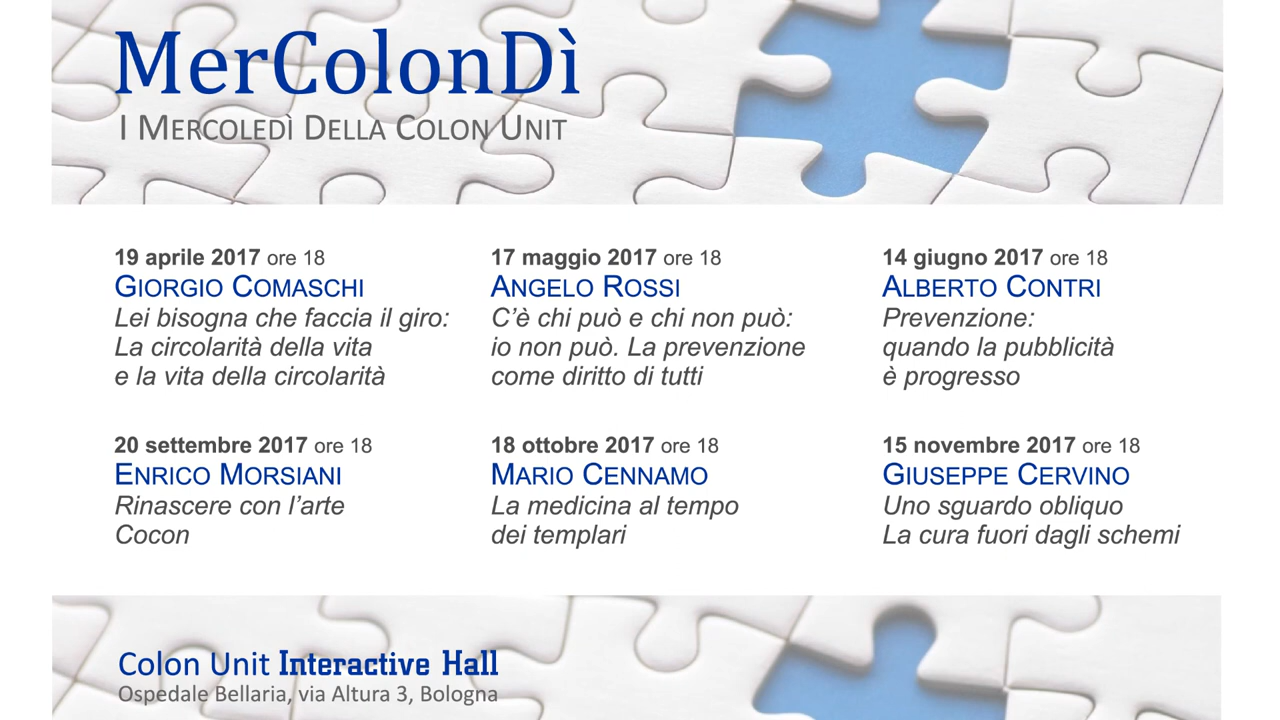 MerColonDì
I Mercoledì Della Colon Unit
19 aprile 2017 ore 18
Giorgio Comaschi
Lei bisogna che faccia il giro:
La circolarità della vita
e la vita della circolarità
17 maggio 2017 ore 18
Angelo Rossi
C'è chi può e chi non può:
io non può. La prevenzione
come diritto di tutti
14 giugno 2017 ore 18
Alberto Contri
Prevenzione:
quando la pubblicità
è progresso
20 settembre 2017 ore 18
Enrico Morsiani
Rinascere con l'arte
Cocon
18 ottobre 2017 ore 18
Mario Cennamo
La medicina al tempo
dei templari
15 novembre 2017 ore 18
Giuseppe Cervino
Uno sguardo obliquo
La cura fuori dagli schemi
Colon Unit Interactive Hall
Ospedale Bellaria, via Altura 3, Bologna